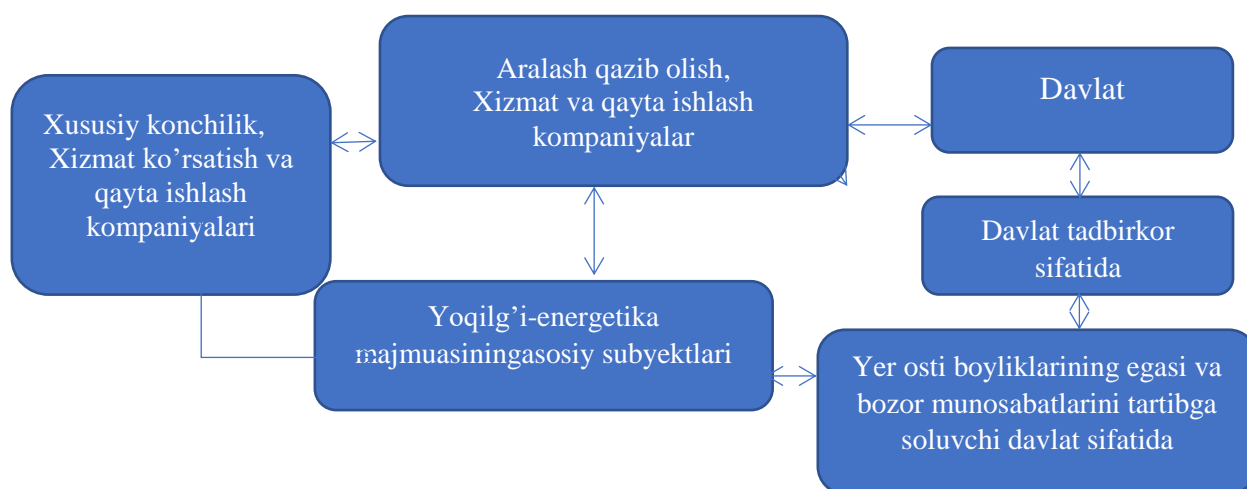 Xususiy konchilik,
Xizmat ko’rsatish va
qayta ishlash
kompaniyalari
Aralash qazib olish,
Xizmat va qayta ishlash
kompaniyalar
Davlat
Davlat tadbirkor
sifatida
Yoqilg’i-energetika
majmuasiningasosiy subyektlari
Yer osti boyliklarining egasi va
bozor munosabatlarini tartibga
soluvchi davlat sifatida